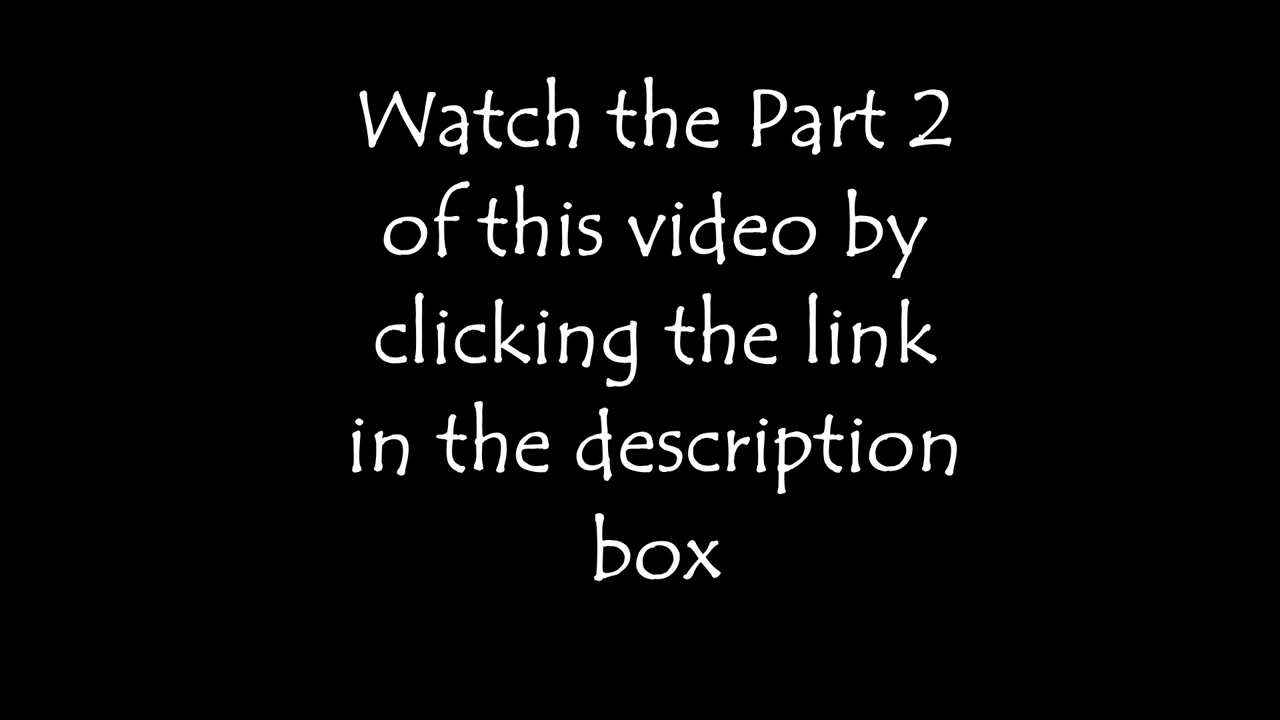 Watch the Part 2
of this video by
clicking the link
in the description
box